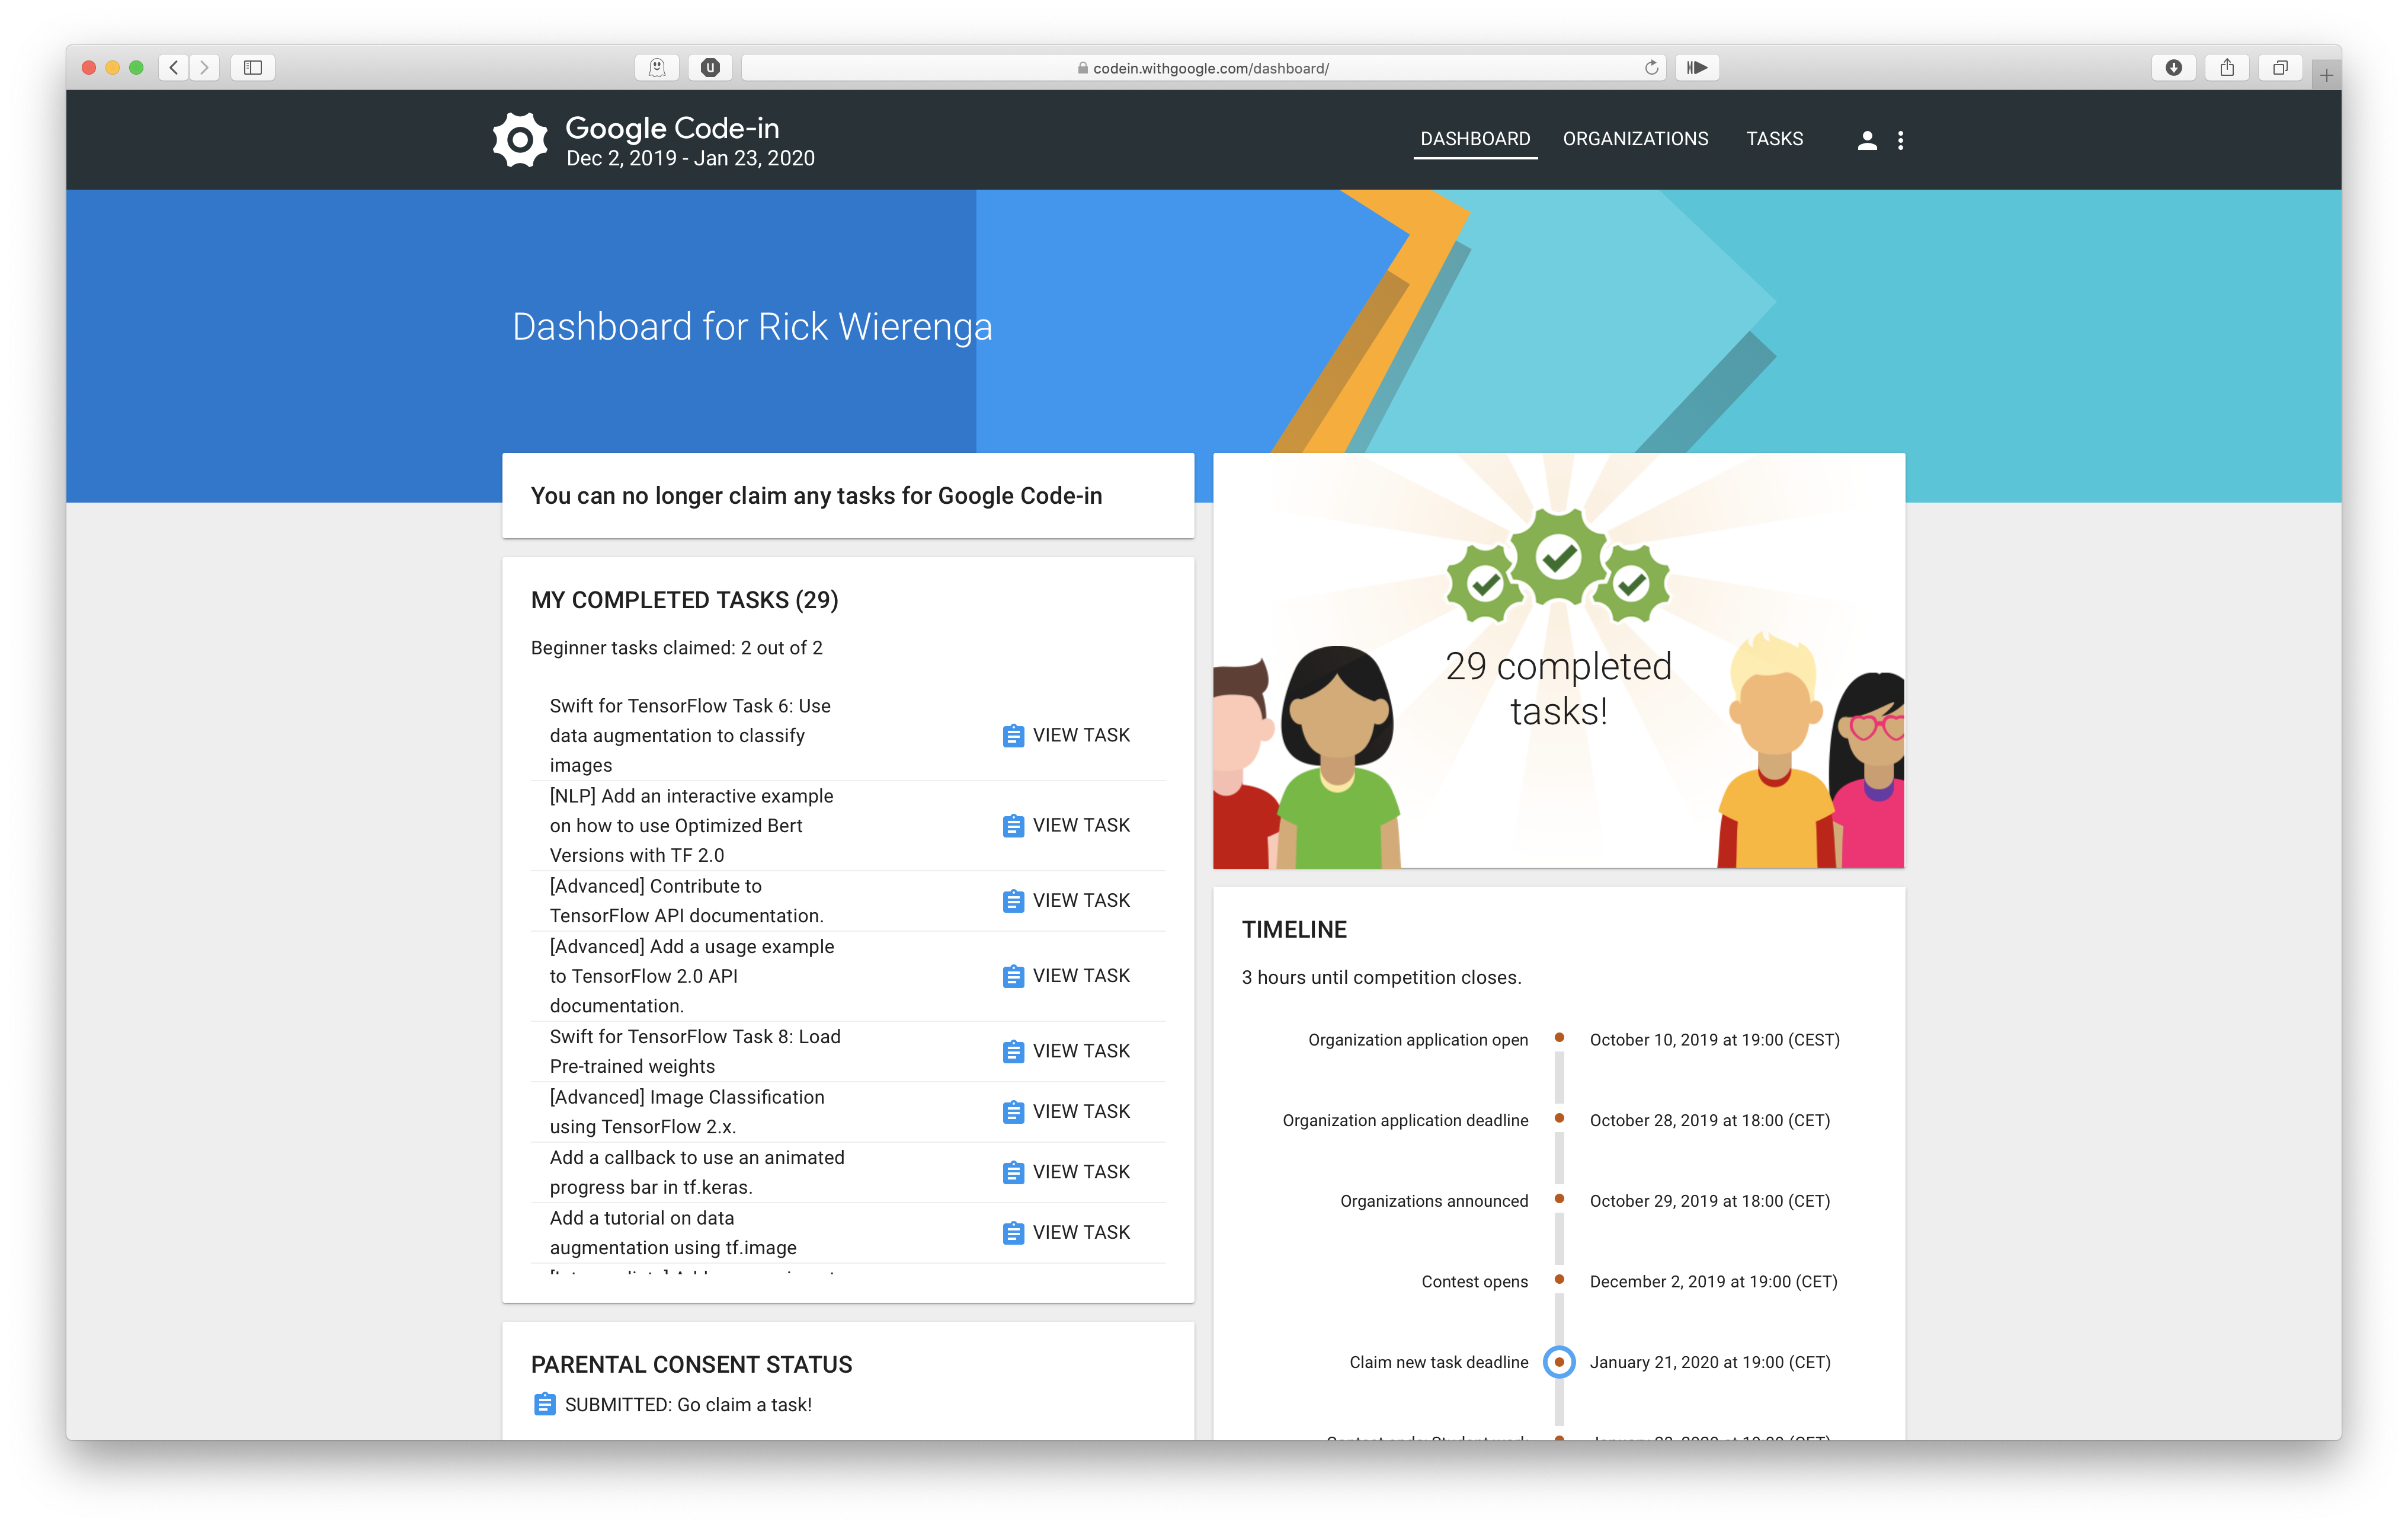 codein.withgoogle.com/dashboard/
Google Code-in
Dec 2, 2019 - Jan 23, 2020
DASHBOARD
ORGANIZATIONS
TASKS
Dashboard for Rick Wierenga
You can no longer claim any tasks for Google Code-in
MY COMPLETED TASKS (29)
Beginner tasks claimed: 2 out of 2
Swift for TensorFlow Task 6: Use
data augmentation to classify
images
VIEW TASK
[NLP] Add an interactive example
on how to use Optimized Bert
Versions with TF 2.0
VIEW TASK
[Advanced] Contribute to
TensorFlow API documentation.
VIEW TASK
[Advanced] Add a usage example
to TensorFlow 2.0 API
documentation.
VIEW TASK
Swift for TensorFlow Task 8: Load
Pre-trained weights
VIEW TASK
[Advanced] Image Classification
using TensorFlow 2.x.
VIEW TASK
Add a callback to use an animated
progress bar in tf.keras.
VIEW TASK
Add a tutorial on data
augmentation using tf.image
VIEW TASK
PARENTAL CONSENT STATUS
SUBMITTED: Go claim a task!
29 completed
tasks!
TIMELINE
3 hours until competition closes.
Organization application open
October 10, 2019 at 19:00 (CEST)
Organization application deadline
October 28, 2019 at 18:00 (CET)
Organizations announced
October 29, 2019 at 18:00 (CET)
Contest opens
December 2, 2019 at 19:00 (CET)
Claim new task deadline
January 21, 2020 at 19:00 (CET)